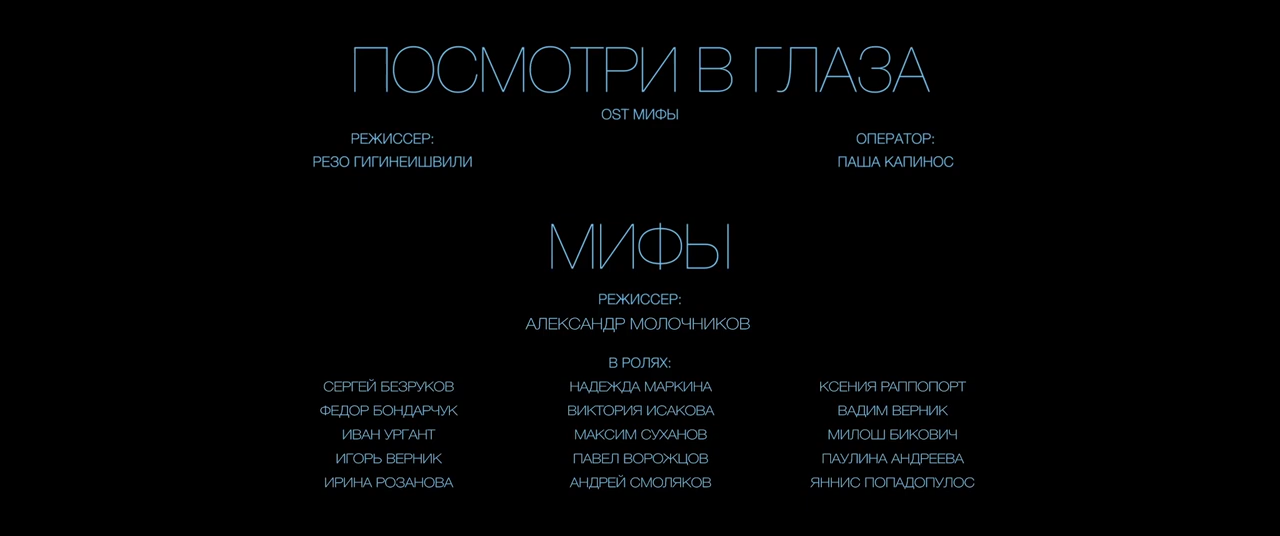 ПОСМОТРИ В ГЛАЗА
OST МИФЫ
РЕЖИССЕР: ОПЕРАТОР:
РЕЗО ГИГИНЕИШВИЛИ ПАША КАПИНОС
МИФЫ
РЕЖИССЕР:
АЛЕКСАНДР МОЛОЧНИКОВ
В РОЛЯХ:
СЕРГЕЙ БЕЗРУКОВ НАДЕЖДА МАРКИНА КСЕНИЯ РАППОПОРТ
ФЕДОР БОНДАРЧУК ВИКТОРИЯ ИСАКОВА ВАДИМ ВЕРНИК
ИВАН УРГАНТ МАКСИМ СУХАНОВ МИЛОШ БИКОВИЧ
ИГОРЬ ВЕРНИК ПАВЕЛ ВОРОЖЦОВ ПАУЛИНА АНДРЕЕВА
ИРИНА РОЗАНОВА АНДРЕЙ СМОЛЯКОВ ЯННИС ПОПАДОПУЛОС